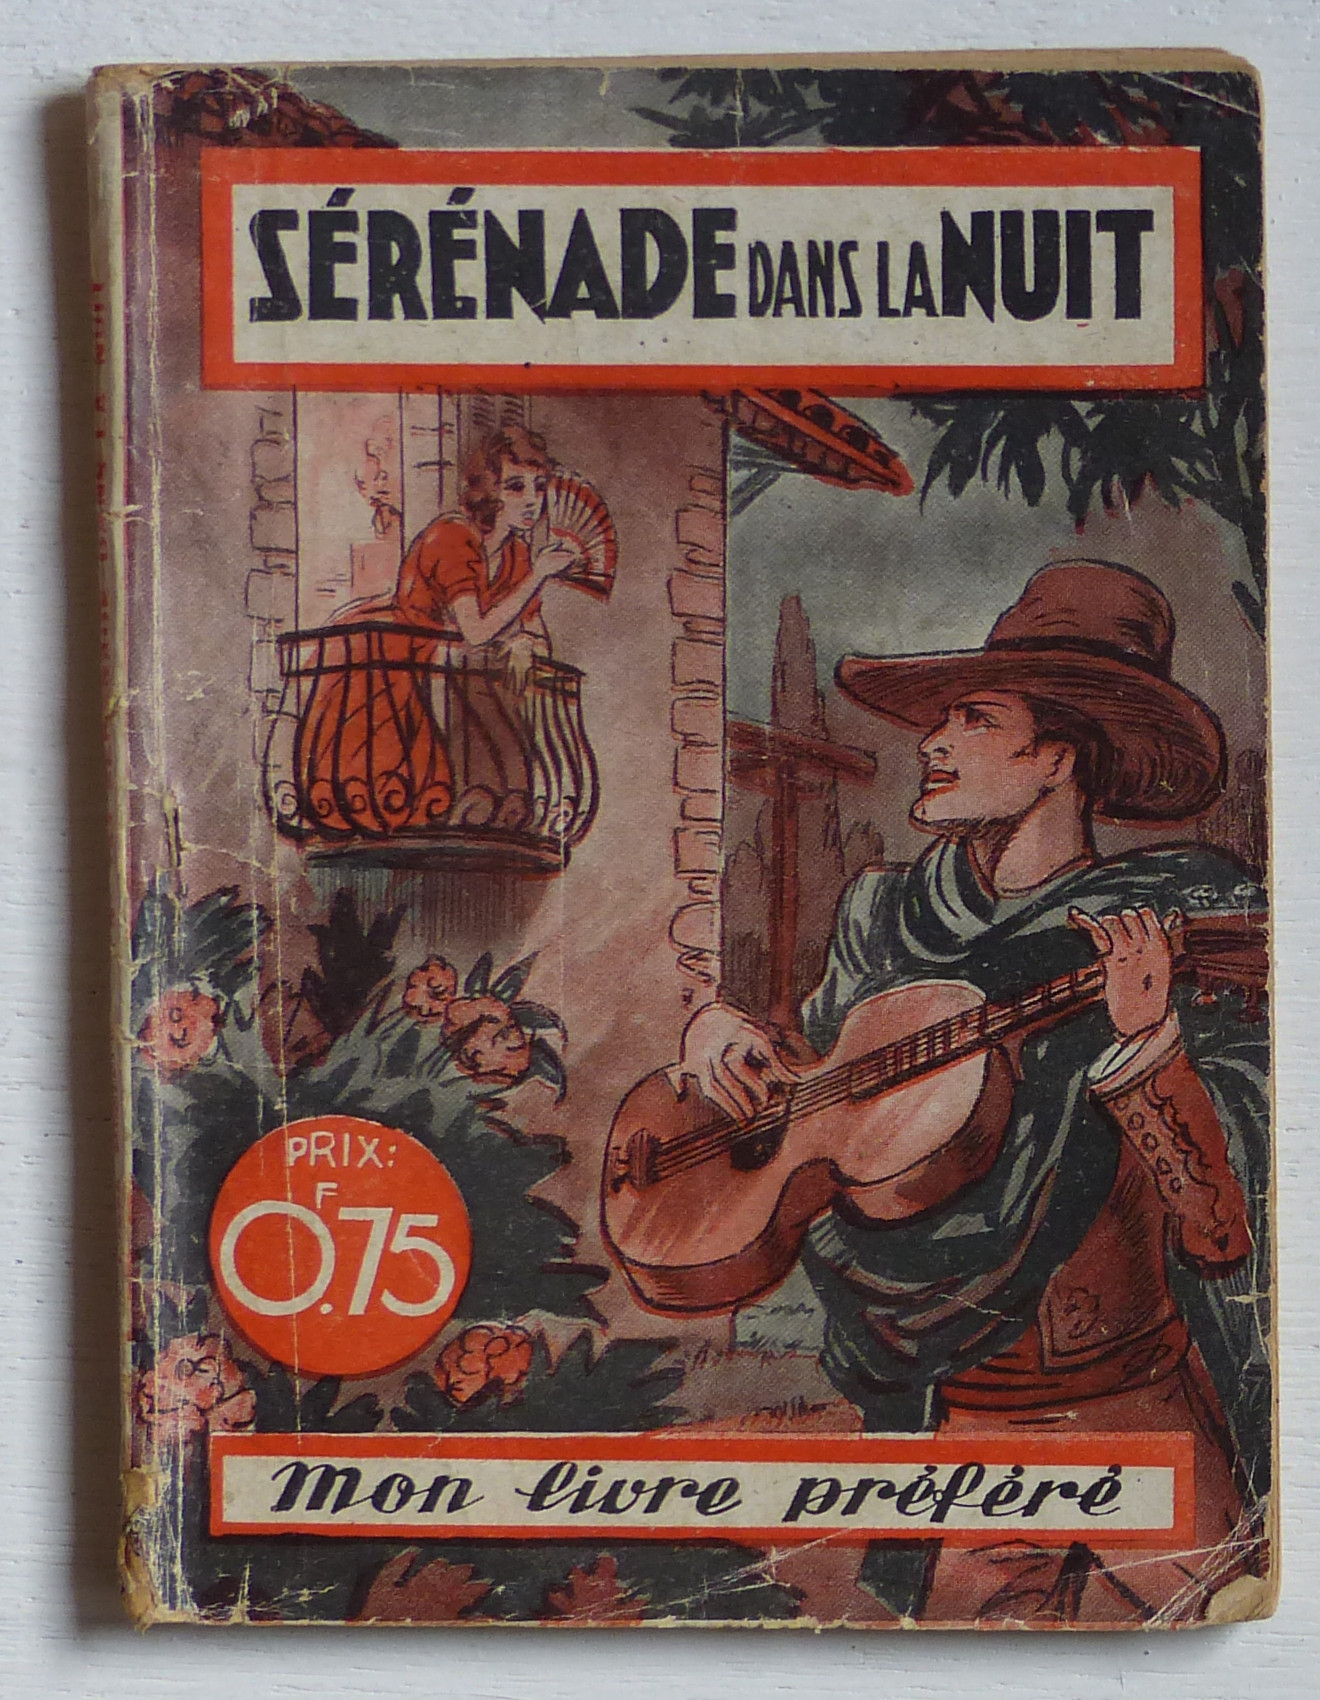 SÉRÉNADE DANS LA NUIT
PRIX:
F
0.75
Mon livre préféré